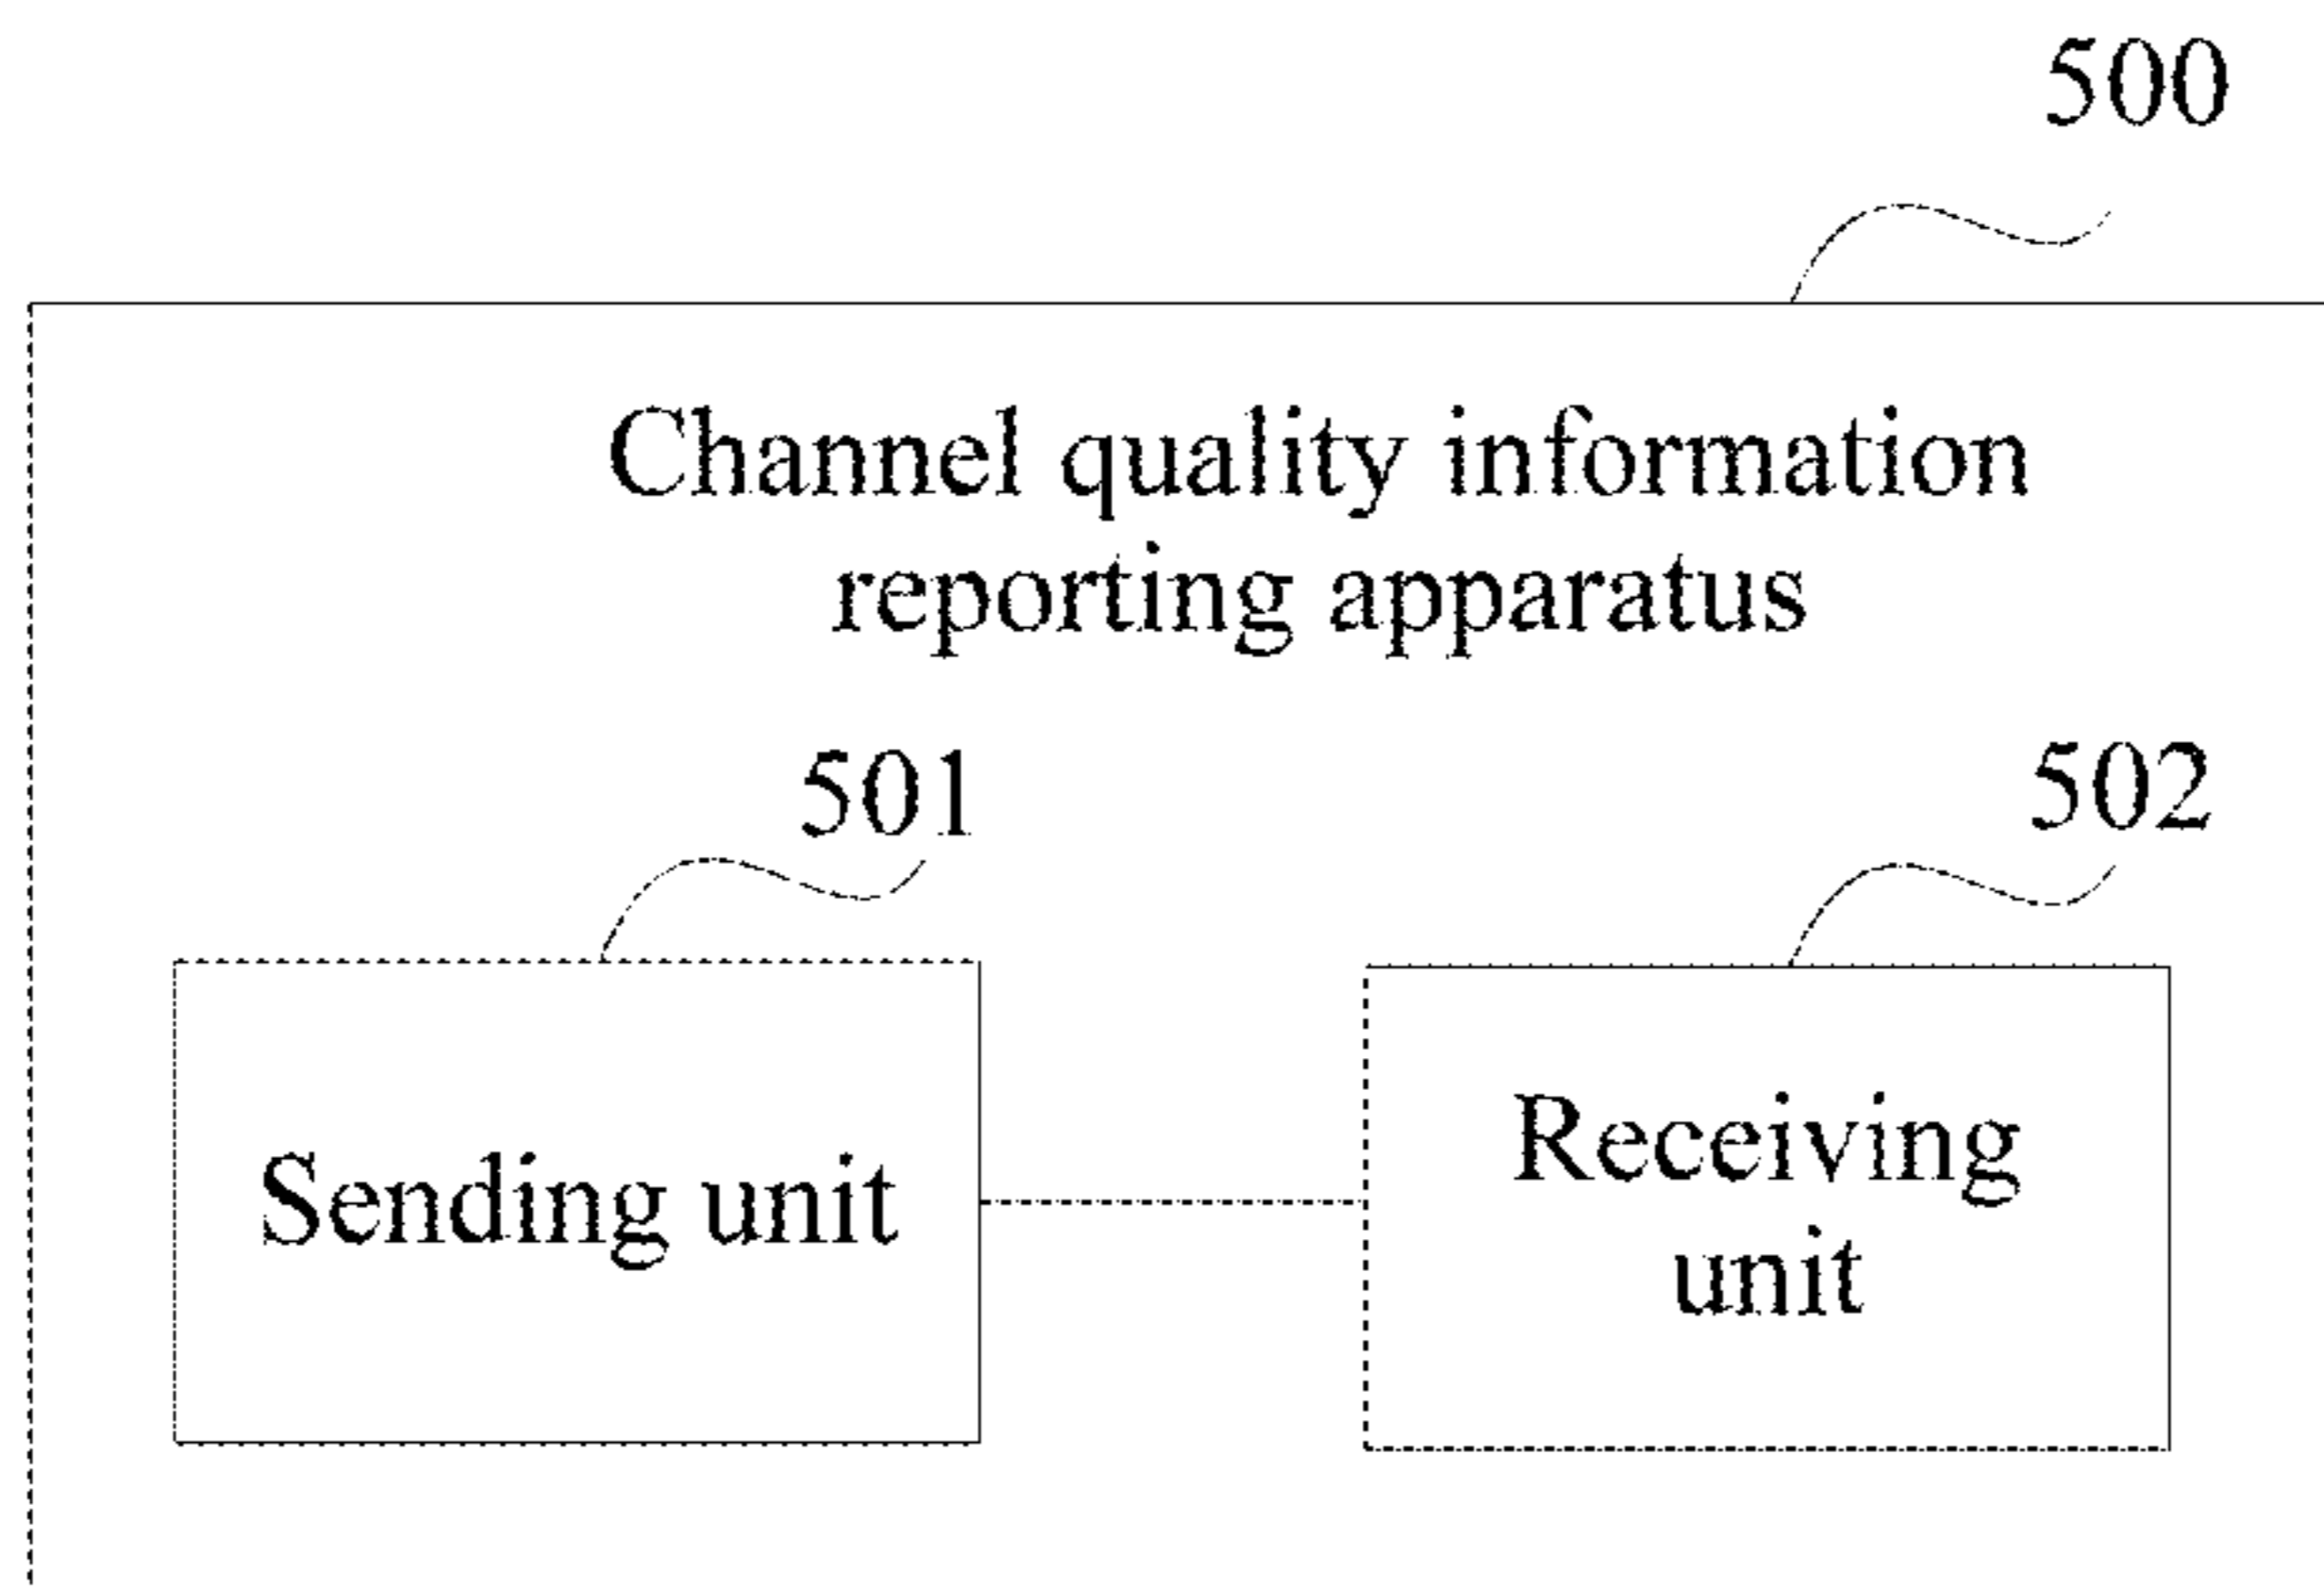 500
Channel quality information
reporting apparatus
501
502
Sending unit
Receiving
unit